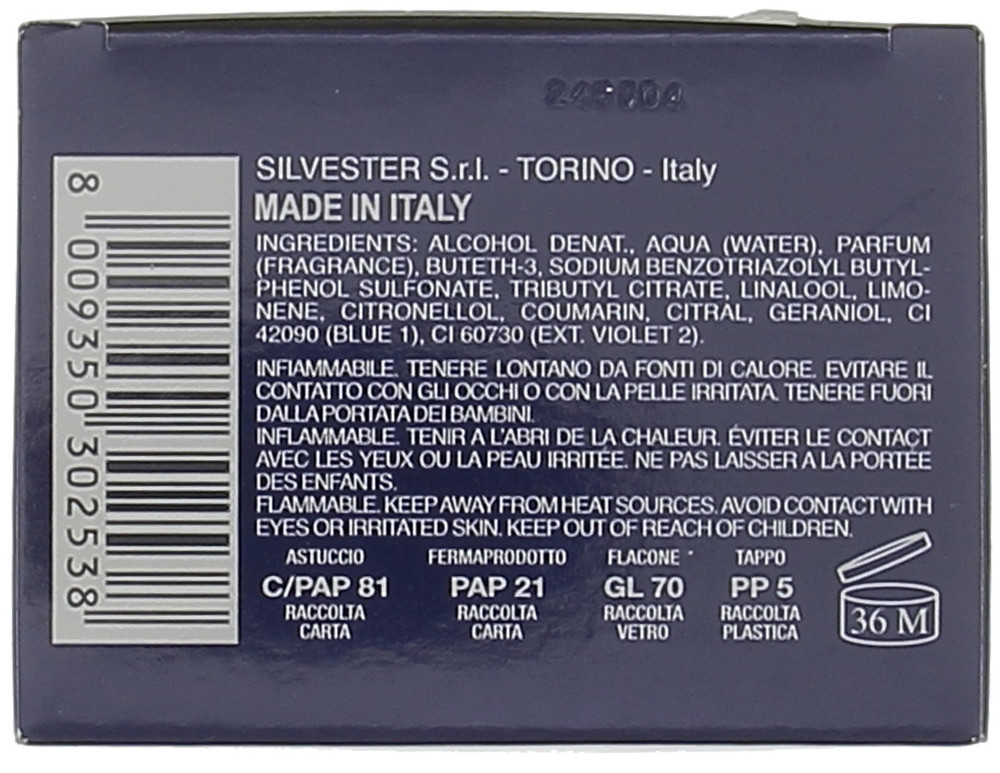 SILVESTER S.r.l. - TORINO - Italy
MADE IN ITALY
INGREDIENTS: ALCOHOL DENAT., AQUA (WATER), PARFUM
(FRAGRANCE), BUTETH-3, SODIUM BENZOTRIAZOLYL BUTYL-
PHENOL SULFONATE, TRIBUTYL CITRATE, LINALOOL, LIMO-
NENE, CITRONELLOL, COUMARIN, CITRAL, GERANIOL, CI
42090 (BLUE 1), CI 60730 (EXT. VIOLET 2).
INFIAMMABILE. TENERE LONTANO DA FONTI DI CALORE. EVITARE IL
CONTATTO CON GLI OCCHI O CON LA PELLE IRRITATA. TENERE FUORI
DALLA PORTATA DEI BAMBINI.
INFLAMMABLE. TENIR A L'ABRI DE LA CHALEUR. ÉVITER LE CONTACT
AVEC LES YEUX OU LA PEAU IRRITÉE. NE PAS LAISSER A LA PORTÉE
DES ENFANTS.
FLAMMABLE. KEEP AWAY FROM HEAT SOURCES. AVOID CONTACT WITH
EYES OR IRRITATED SKIN. KEEP OUT OF REACH OF CHILDREN.
ASTUCCIO FERMAPRODOTTO FLACONE TAPPO
C/PAP 81 PAP 21 GL 70 PP 5
RACCOLTA RACCOLTA RACCOLTA RACCOLTA
CARTA CARTA VETRO PLASTICA
36 M
8 009350 302538